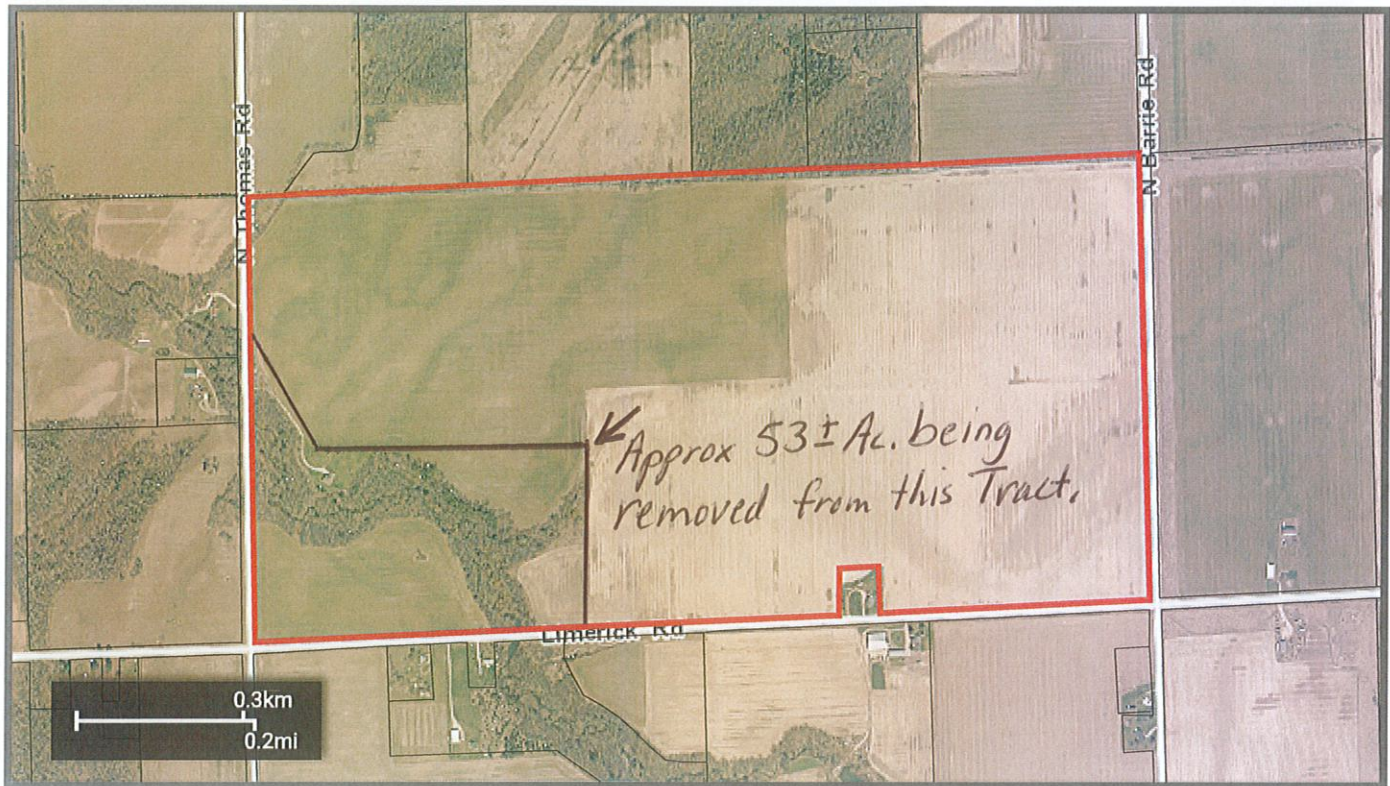 N Thomas Rd
N Barrie Rd
Approx 53± Ac. being
removed from this Tract.
Limerick Rd
0.3km
0.2mi